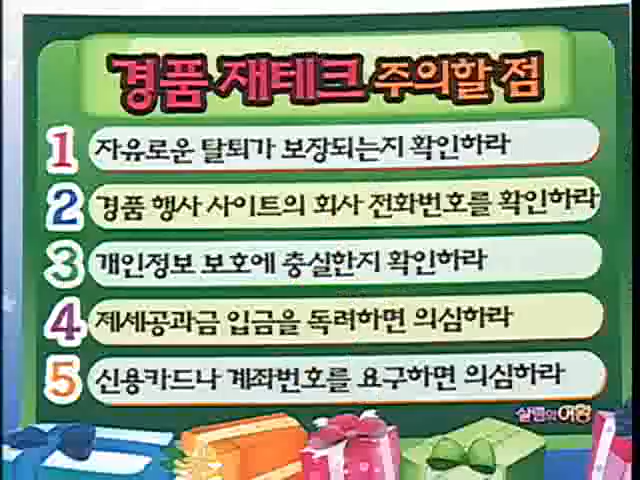 경품 재테크 주의할 점
1 자유로운 탈퇴가 보장되는지 확인하라
2 경품 행사 사이트의 회사 전화번호를 확인하라
3 개인정보 보호에 충실한지 확인하라
4 제세공과금 입금을 독려하면 의심하라
5 신용카드나 계좌번호를 요구하면 의심하라
살림의여왕